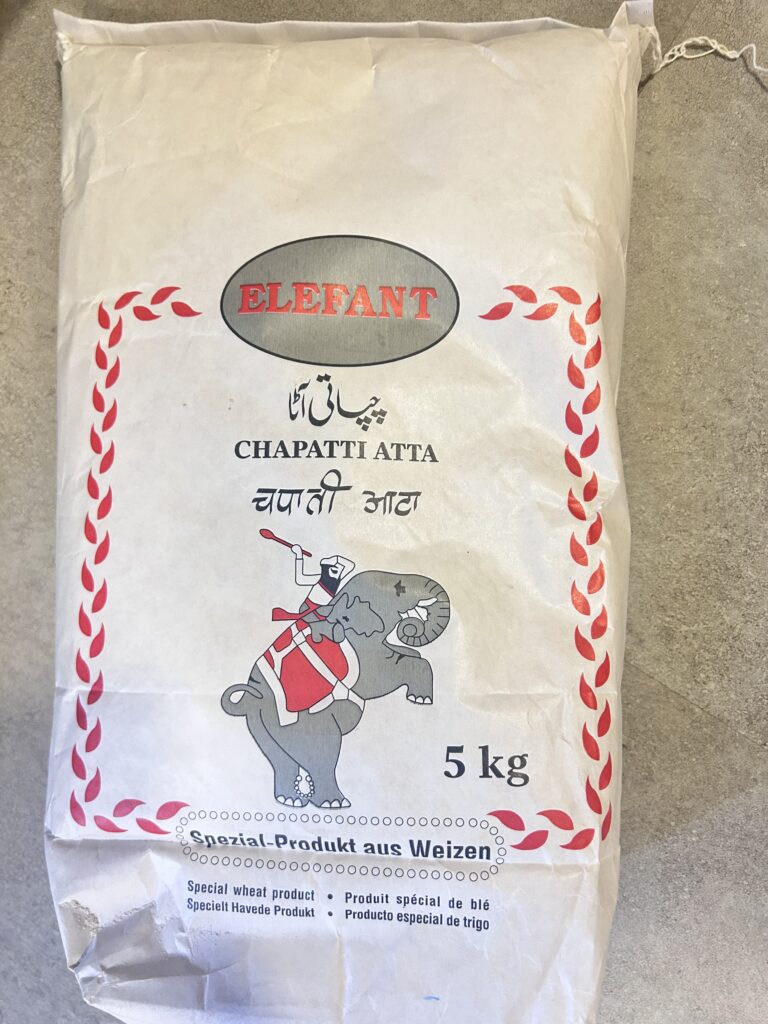 ELEFANT
چپاتی آٹا
CHAPATTI ATTA
चपाती आटा
5 kg
Spezial-Produkt aus Weizen
Special wheat product • Produit spécial de blé
Specielt Havede Produkt • Producto especial de trigo